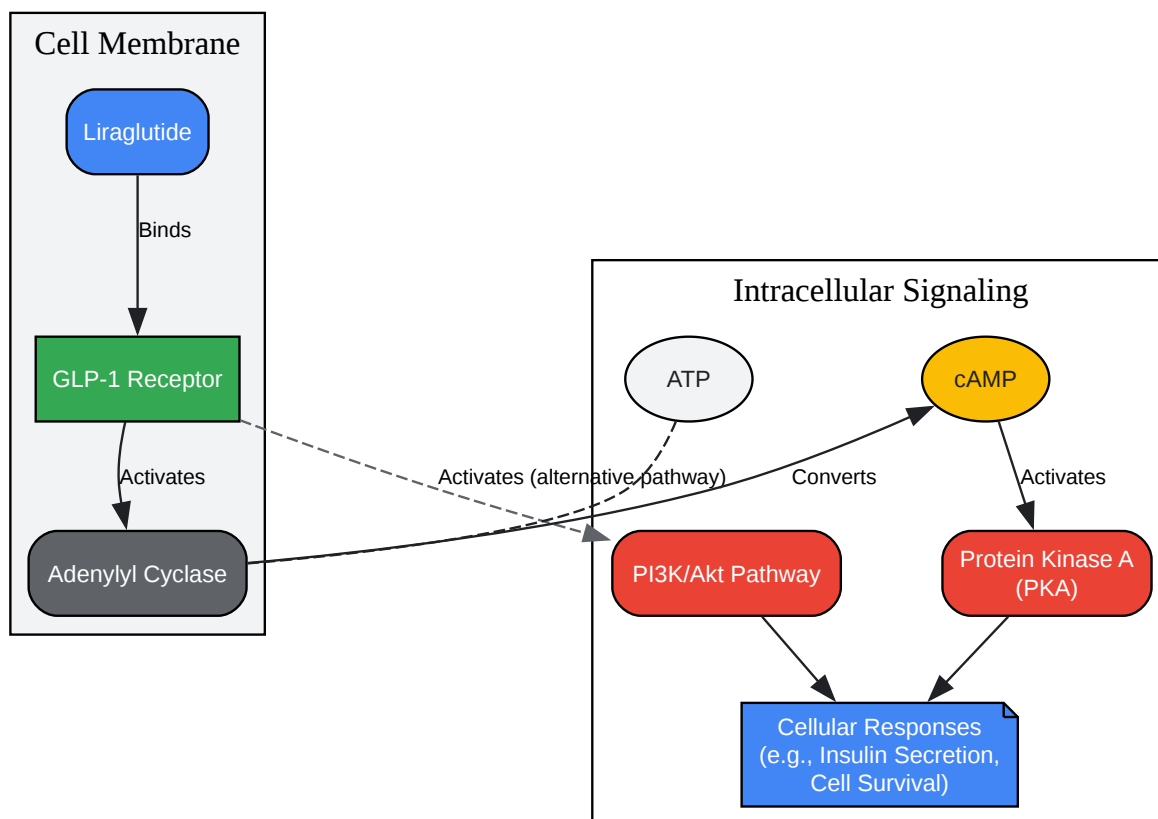 Cell Membrane
Liraglutide
Binds
GLP-1 Receptor
Activates
Adenylyl Cyclase
Intracellular Signaling
ATP
cAMP
Activates (alternative pathway)
Converts
Activates
PI3K/Akt Pathway
Protein Kinase A
(PKA)
Cellular Responses
(e.g., Insulin Secretion,
Cell Survival)